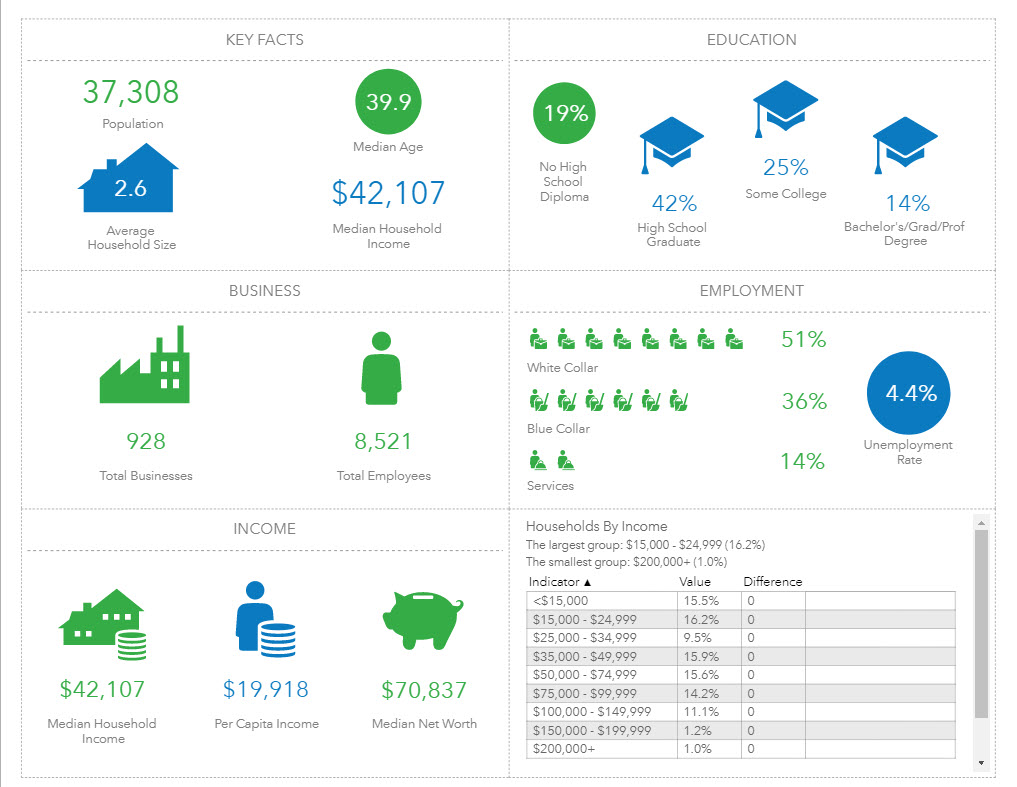 KEY FACTS
37,308
Population
39.9
Median Age
2.6
Average
Household Size
$42,107
Median Household
Income
EDUCATION
19%
No High
School
Diploma
42%
High School
Graduate
25%
Some College
14%
Bachelor's/Grad/Prof
Degree
BUSINESS
928
Total Businesses
8,521
Total Employees
EMPLOYMENT
51%
White Collar
36%
Blue Collar
14%
Services
4.4%
Unemployment
Rate
INCOME
$42,107
Median Household
Income
$19,918
Per Capita Income
$70,837
Median Net Worth
Households By Income
The largest group: $15,000 - $24,999 (16.2%)
The smallest group: $200,000+ (1.0%)
Indicator ▲ Value Difference
<$15,000 15.5% 0
$15,000 - $24,999 16.2% 0
$25,000 - $34,999 9.5% 0
$35,000 - $49,999 15.9% 0
$50,000 - $74,999 15.6% 0
$75,000 - $99,999 14.2% 0
$100,000 - $149,999 11.1% 0
$150,000 - $199,999 1.2% 0
$200,000+ 1.0% 0